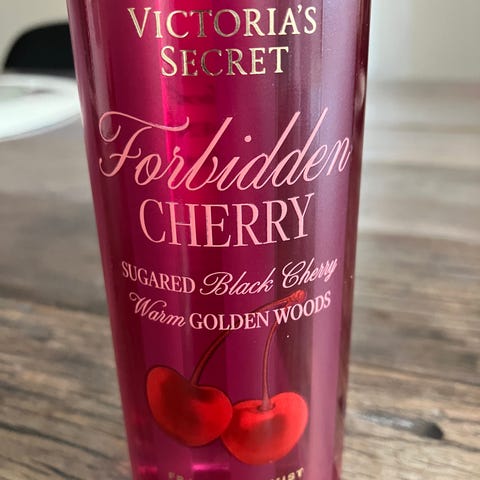 VICTORIA'S
SECRET
Forbidden
CHERRY
SUGARED Black Cherry
Warm GOLDEN WOODS